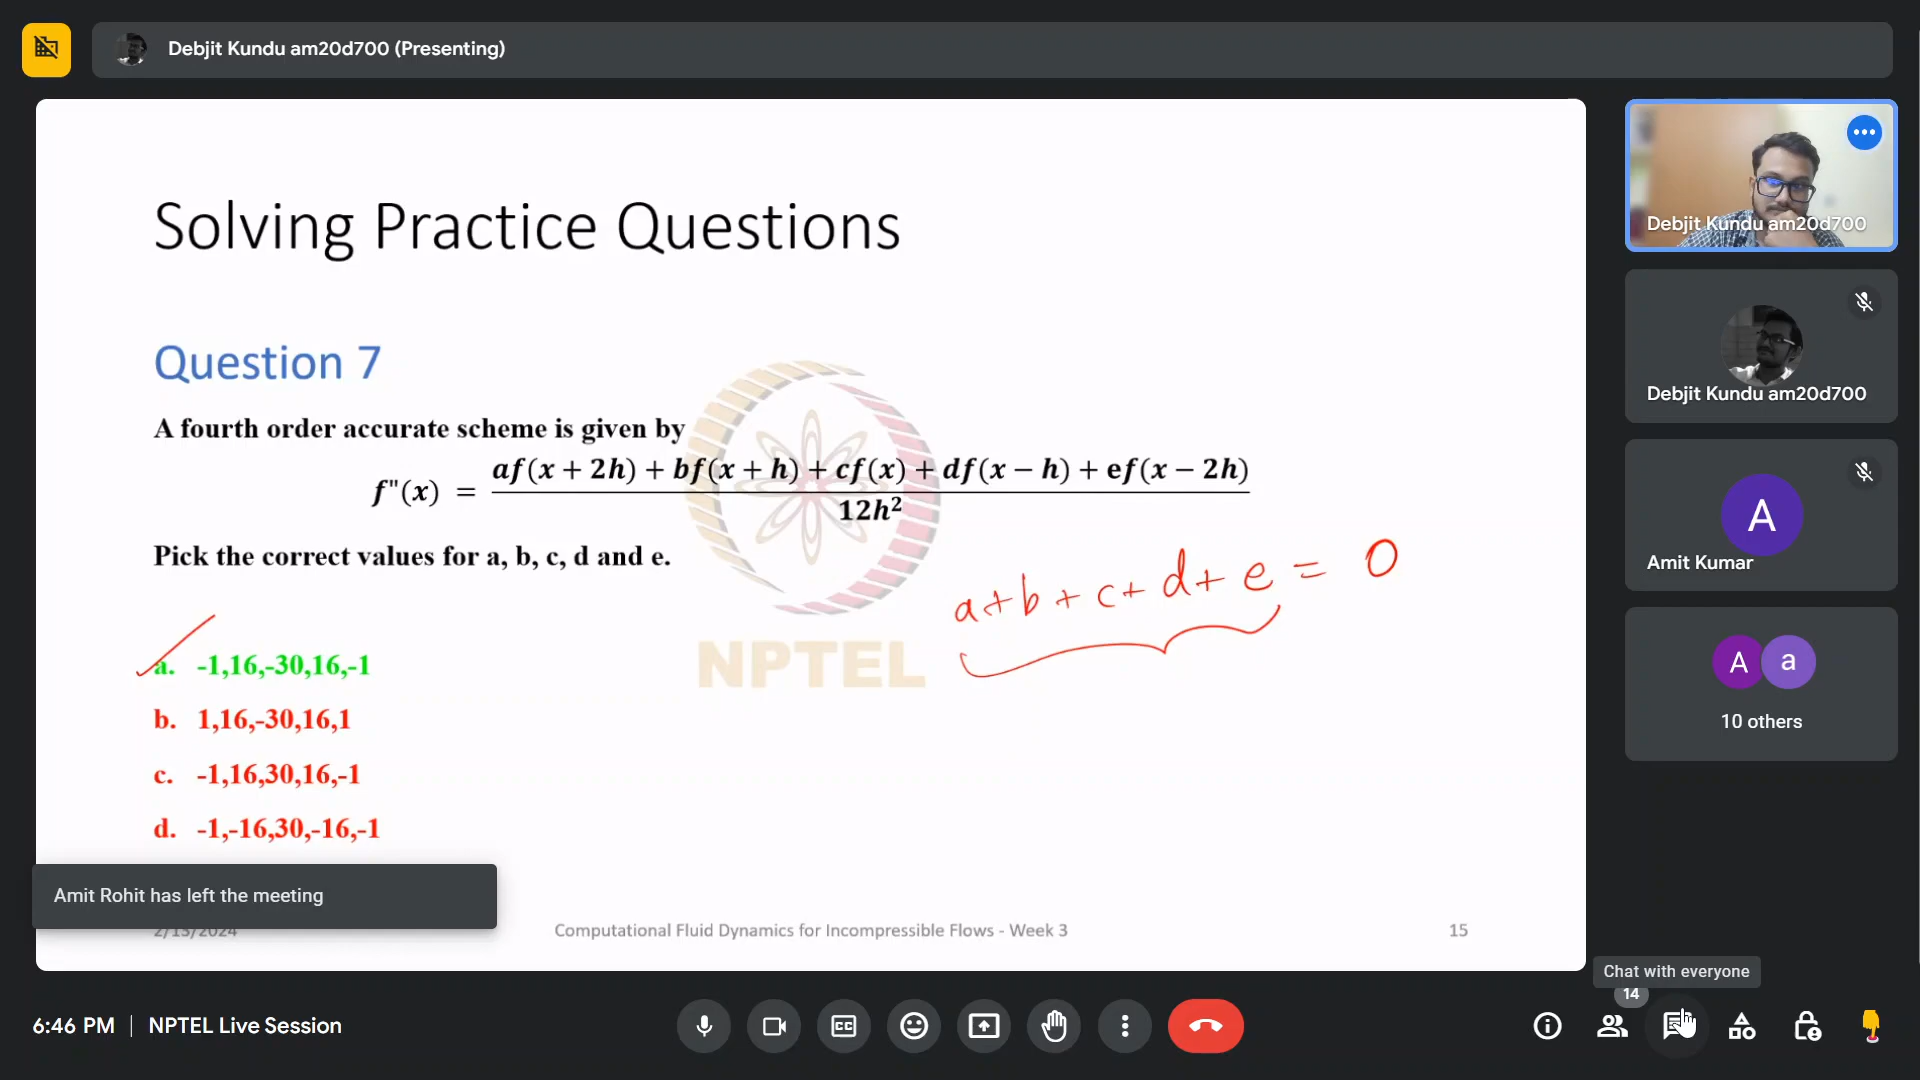 Debjit Kundu am20d700 (Presenting)
Solving Practice Questions
Question 7
A fourth order accurate scheme is given by
f"(x) = af(x + 2h) + bf(x + h) + cf(x) + df(x − h) + ef(x − 2h)
12h²
Pick the correct values for a, b, c, d and e.
a+b+c+d+e = 0
a. -1,16,-30,16,-1
b. 1,16,-30,16,1
c. -1,16,30,16,-1
d. -1,-16,30,-16,-1
NPTEL
Amit Rohit has left the meeting
2/15/2024
Computational Fluid Dynamics for Incompressible Flows - Week 3
15
Debjit Kundu am20d700
Debjit Kundu am20d700
A
Amit Kumar
A a
10 others
Chat with everyone
14
6:46 PM | NPTEL Live Session
CC